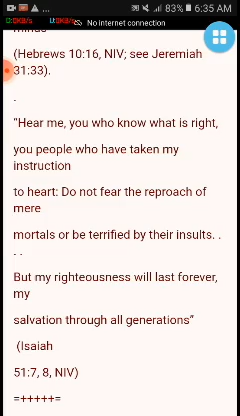 0:0KB/s U:0KB/s 83% 6:35 AM
No internet connection
minds"
(Hebrews 10:16, NIV; see Jeremiah
31:33).
.
"Hear me, you who know what is right,
you people who have taken my
instruction
to heart: Do not fear the reproach of
mere
mortals or be terrified by their insults. .
. .
But my righteousness will last forever,
my
salvation through all generations”
(Isaiah
51:7, 8, NIV)
=+++++=